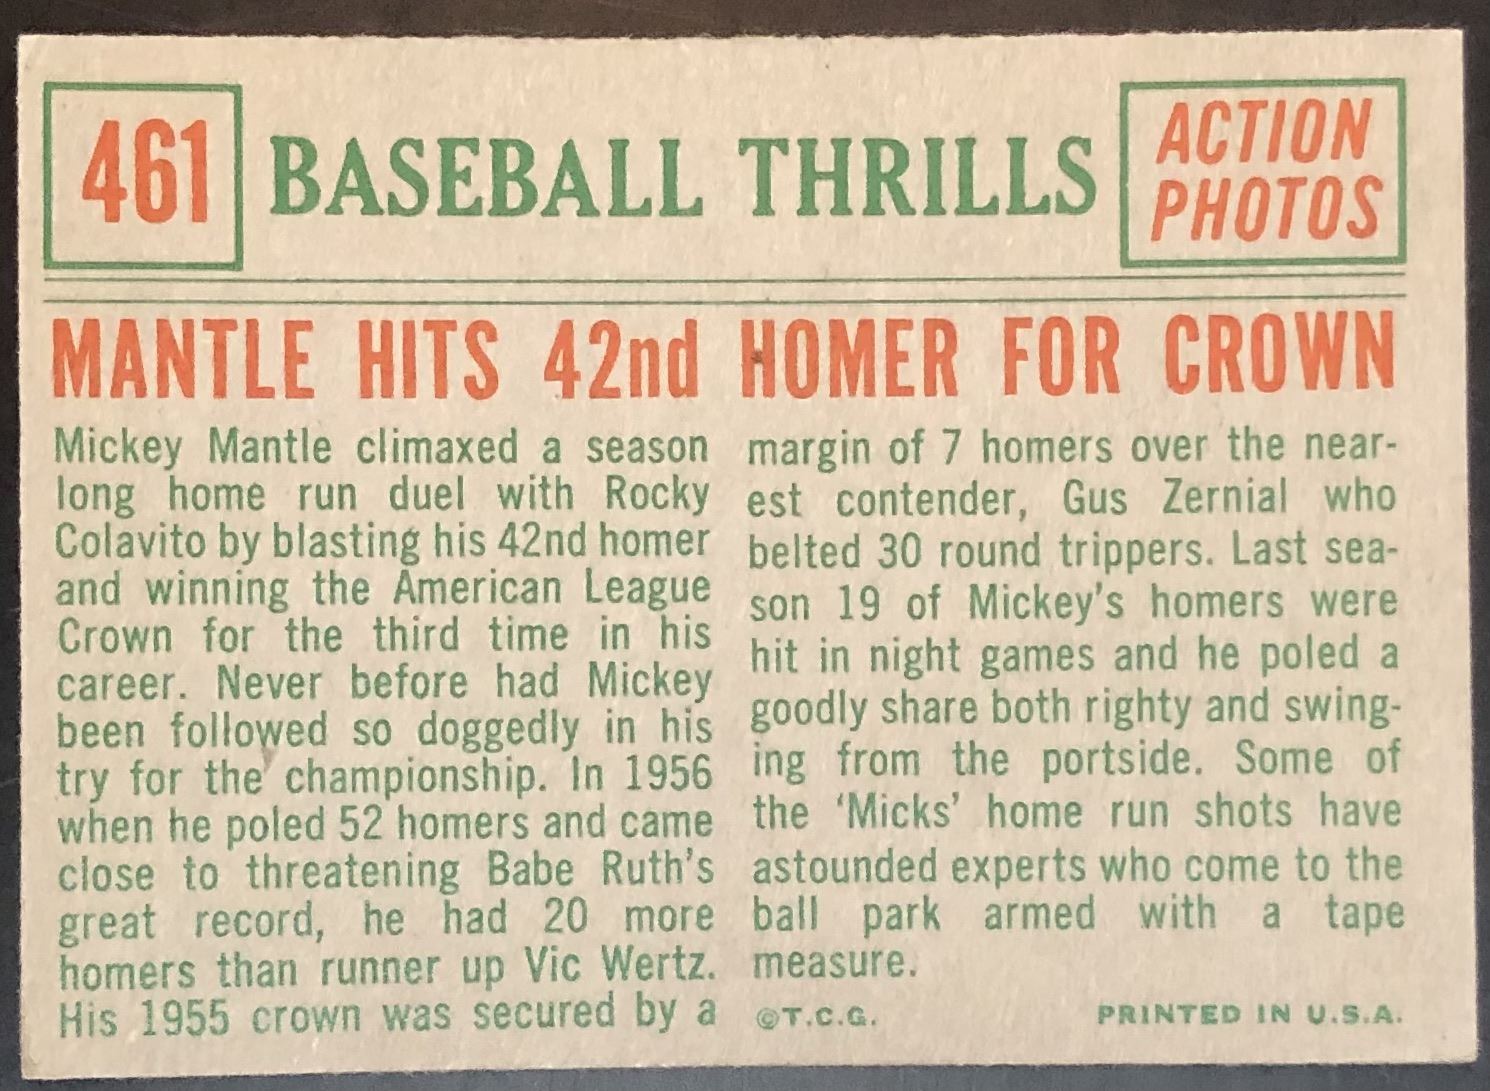 461
BASEBALL THRILLS
ACTION
PHOTOS
MANTLE HITS 42nd HOMER FOR CROWN
Mickey Mantle climaxed a season
long home run duel with Rocky
Colavito by blasting his 42nd homer
and winning the American League
Crown for the third time in his
career. Never before had Mickey
been followed so doggedly in his
try for the championship. In 1956
when he poled 52 homers and came
close to threatening Babe Ruth's
great record, he had 20 more
homers than runner up Vic Wertz.
His 1955 crown was secured by a
margin of 7 homers over the near-
est contender, Gus Zernial who
belted 30 round trippers. Last sea-
son 19 of Mickey's homers were
hit in night games and he poled a
goodly share both righty and swing-
ing from the portside. Some of
the ‘Micks’ home run shots have
astounded experts who come to the
ball park armed with a tape
measure.
©T.C.G.
PRINTED IN U.S.A.